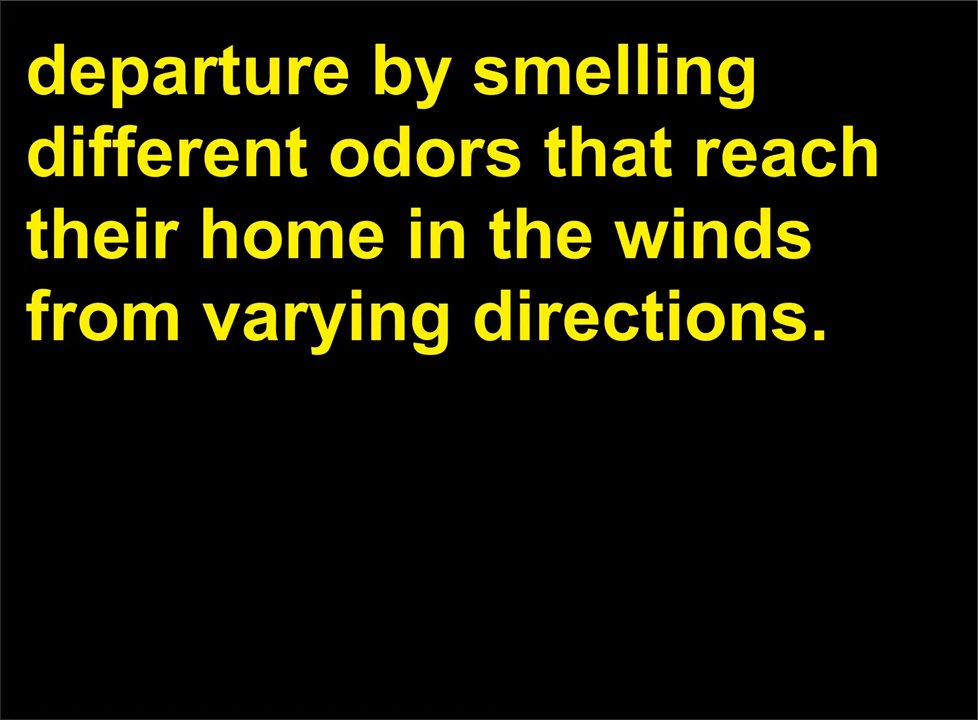 departure by smelling
different odors that reach
their home in the winds
from varying directions.